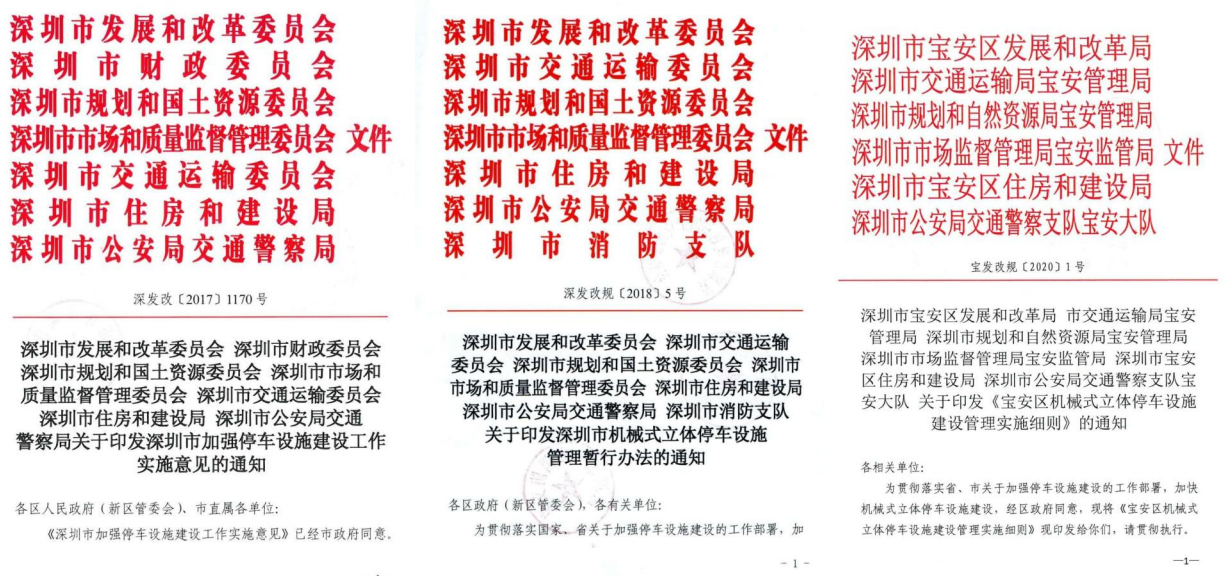 深圳市发展和改革委员会
深圳市财政委员会
深圳市规划和国土资源委员会
深圳市市场和质量监督管理委员会 文件
深圳市交通运输委员会
深圳市住房和建设局
深圳市公安局交通警察局
深发改〔2017〕1170号
深圳市发展和改革委员会 深圳市财政委员会
深圳市规划和国土资源委员会 深圳市市场和
质量监督管理委员会 深圳市交通运输委员会
深圳市住房和建设局 深圳市公安局交通
警察局关于印发深圳市加强停车设施建设工作
实施意见的通知
各区人民政府（新区管委会）、市直属各单位：
《深圳市加强停车设施建设工作实施意见》已经市政府同意。
深圳市发展和改革委员会
深圳市交通运输委员会
深圳市规划和国土资源委员会
深圳市市场和质量监督管理委员会 文件
深圳市住房和建设局
深圳市公安局交通警察局
深圳市消防支队
深发改规〔2018〕5号
深圳市发展和改革委员会 深圳市交通运输
委员会 深圳市规划和国土资源委员会 深圳市
市场和质量监督管理委员会 深圳市住房和建设局
深圳市公安局交通警察局 深圳市消防支队
关于印发深圳市机械式立体停车设施
管理暂行办法的通知
各区政府（新区管委会），各有关单位：
为贯彻落实国家、省关于加强停车设施建设的工作部署，加
- 1 -
深圳市宝安区发展和改革局
深圳市交通运输局宝安管理局
深圳市规划和自然资源局宝安管理局
深圳市市场监督管理局宝安监管局 文件
深圳市宝安区住房和建设局
深圳市公安局交通警察支队宝安大队
宝发改规〔2020〕1号
深圳市宝安区发展和改革局 市交通运输局宝安
管理局 深圳市规划和自然资源局宝安管理局
深圳市市场监督管理局宝安监管局 深圳市宝安
区住房和建设局 深圳市公安局交通警察支队宝
安大队 关于印发《宝安区机械式立体停车设施
建设管理实施细则》的通知
各相关单位：
为贯彻落实省、市关于加强停车设施建设的工作部署，加快
机械式立体停车设施建设，经区政府同意，现将《宝安区机械式
立体停车设施建设管理实施细则》现印发给你们，请贯彻执行。
—1—